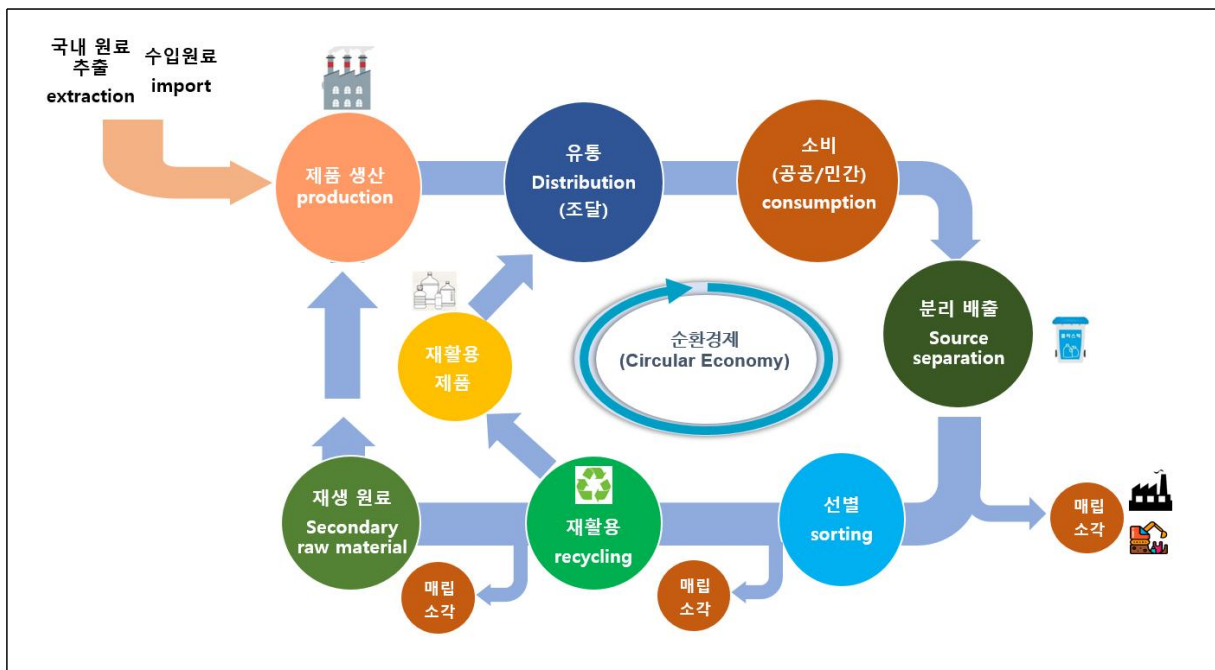 국내 원료
추출
extraction
수입원료
import
제품 생산
production
유통
Distribution
(조달)
소비
(공공/민간)
consumption
분리 배출
Source
separation
순환경제
(Circular Economy)
재활용
제품
재생 원료
Secondary
raw material
재활용
recycling
선별
sorting
매립
소각
매립
소각
매립
소각